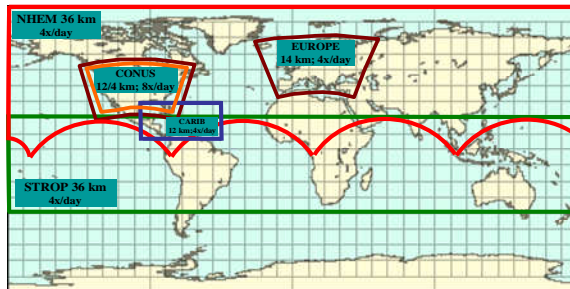 NHEM 36 km
4x/day
EUROPE
14 km; 4x/day
CONUS
12/4 km; 8x/day
CARIB
12 km;4x/day
STROP 36 km
4x/day